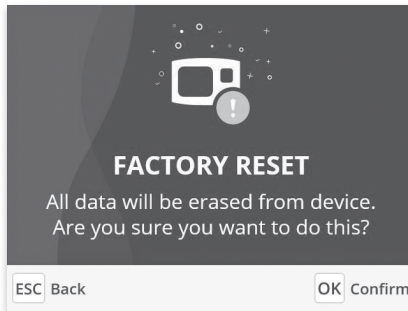 FACTORY RESET
All data will be erased from device.
Are you sure you want to do this?
ESC Back
OK Confirm